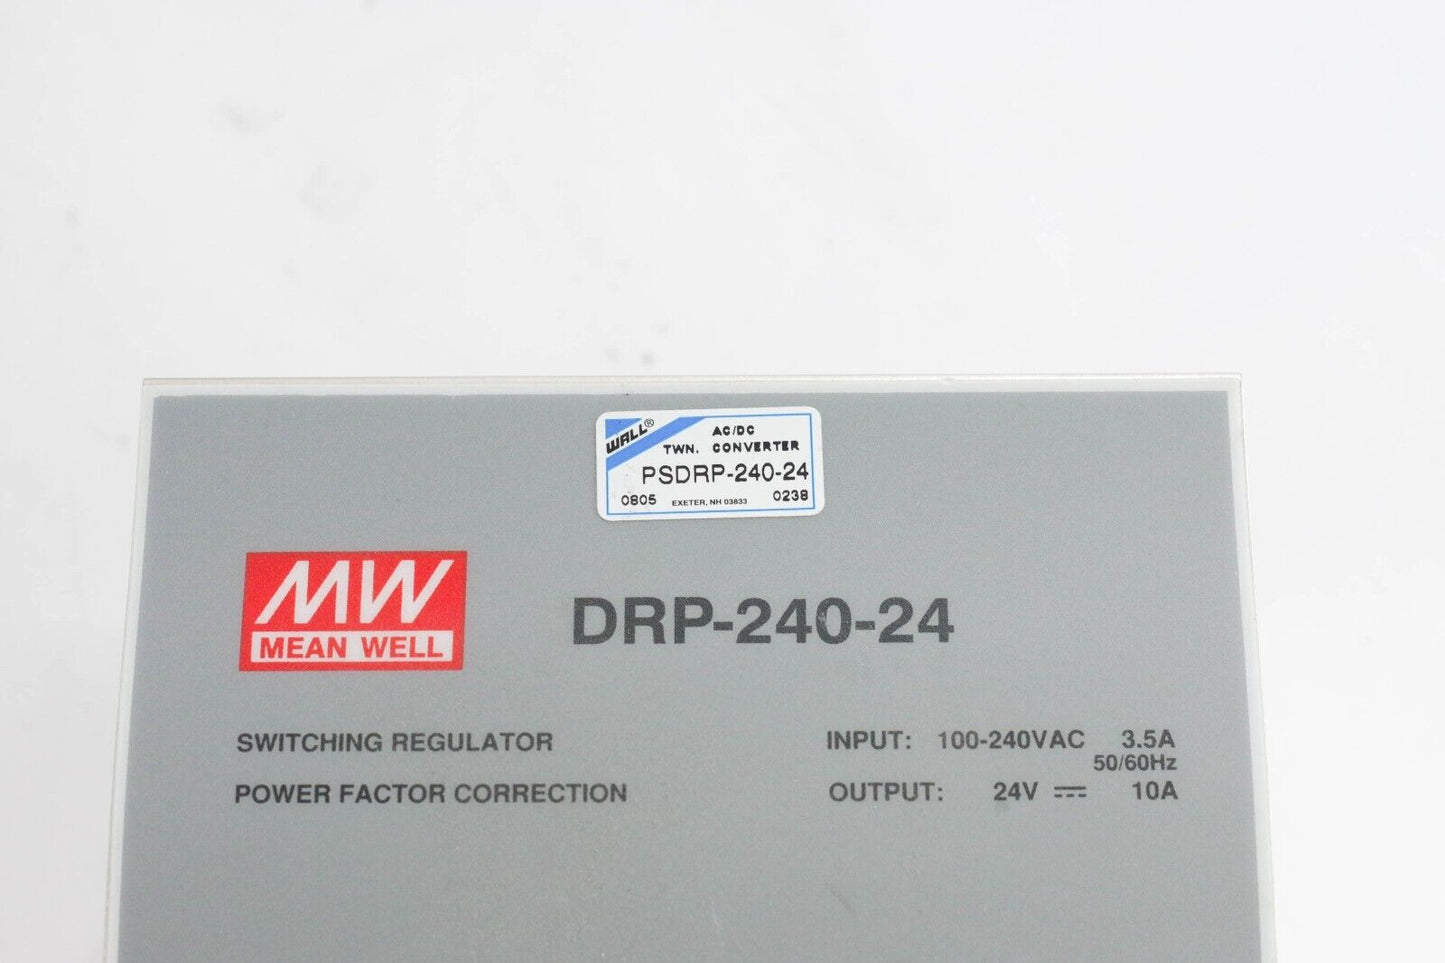 WALL®
AC/DC
TWN. CONVERTER
PSDRP-240-24
0805 EXETER, NH 03833 0238
MW
MEAN WELL
DRP-240-24
SWITCHING REGULATOR
POWER FACTOR CORRECTION
INPUT: 100-240VAC 3.5A
50/60Hz
OUTPUT: 24V ⎓ 10A